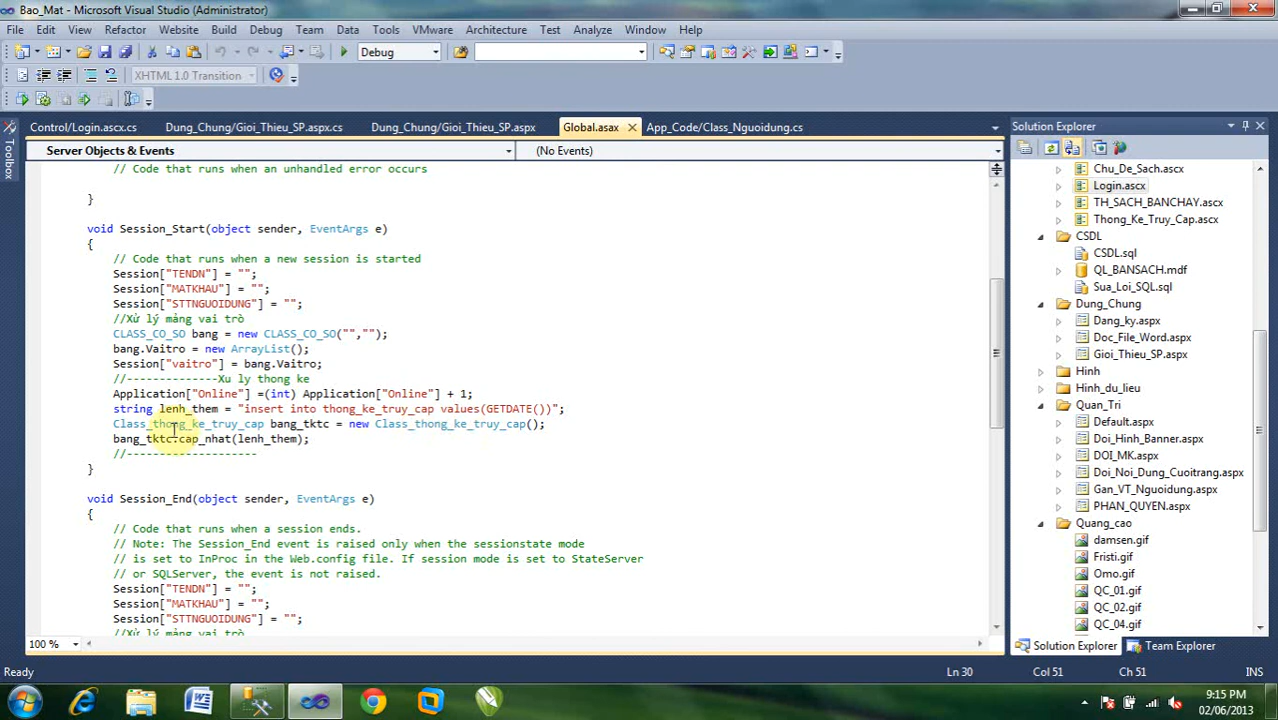 Bao_Mat - Microsoft Visual Studio (Administrator)
File Edit View Refactor Website Build Debug Team Data Tools VMware Architecture Test Analyze Window Help
Debug
XHTML 1.0 Transition
Control/Login.ascx.cs Dung_Chung/Gioi_Thieu_SP.aspx.cs Dung_Chung/Gioi_Thieu_SP.aspx Global.asax App_Code/Class_Nguoidung.cs
Toolbox
Server Objects & Events (No Events)
// Code that runs when an unhandled error occurs
}
void Session_Start(object sender, EventArgs e)
{
// Code that runs when a new session is started
Session["TENDN"] = "";
Session["MATKHAU"] = "";
Session["STTNGUOIDUNG"] = "";
//Xử lý mảng vai trò
CLASS_CO_SO bang = new CLASS_CO_SO("","");
bang.Vaitro = new ArrayList();
Session["vaitro"] = bang.Vaitro;
//--------------Xu ly thong ke
Application["Online"] =(int) Application["Online"] + 1;
string lenh_them = "insert into thong_ke_truy_cap values(GETDATE())";
Class_thong_ke_truy_cap bang_tktc = new Class_thong_ke_truy_cap();
bang_tktc.cap_nhat(lenh_them);
//--------------------
}
void Session_End(object sender, EventArgs e)
{
// Code that runs when a session ends.
// Note: The Session_End event is raised only when the sessionstate mode
// is set to InProc in the Web.config file. If session mode is set to StateServer
// or SQLServer, the event is not raised.
Session["TENDN"] = "";
Session["MATKHAU"] = "";
Session["STTNGUOIDUNG"] = "";
//Xử lý mảng vai trò
100 %
Solution Explorer
Chu_De_Sach.ascx
Login.ascx
TH_SACH_BANCHAY.ascx
Thong_Ke_Truy_Cap.ascx
CSDL
CSDL.sql
QL_BANSACH.mdf
Sua_Loi_SQL.sql
Dung_Chung
Dang_ky.aspx
Doc_File_Word.aspx
Gioi_Thieu_SP.aspx
Hinh
Hinh_du_lieu
Quan_Tri
Default.aspx
Doi_Hinh_Banner.aspx
DOI_MK.aspx
Doi_Noi_Dung_Cuoitrang.aspx
Gan_VT_Nguoidung.aspx
PHAN_QUYEN.aspx
Quang_cao
damsen.gif
Fristi.gif
Omo.gif
QC_01.gif
QC_02.gif
QC_04.gif
Solution Explorer Team Explorer
Ready Ln 30 Col 51 Ch 51 INS
9:15 PM
02/06/2013